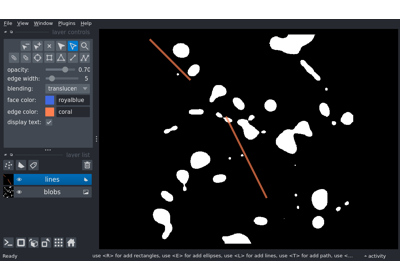 File View Window Plugins Help
layer controls
opacity: 0.70
edge width: 5
blending: translucen
face color: royalblue
edge color: coral
display text:
layer list
lines
blobs
Ready use <R> for add rectangles, use <E> for add ellipses, use <L> for add lines, use <T> for add path, use <... activity